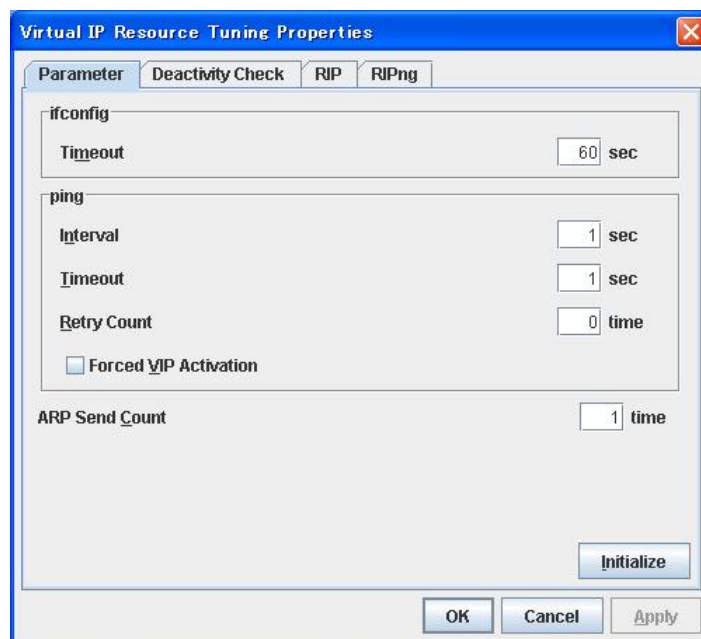 Virtual IP Resource Tuning Properties
Parameter Deactivity Check RIP RIPng
ifconfig
Timeout 60 sec
ping
Interval 1 sec
Timeout 1 sec
Retry Count 0 time
Forced VIP Activation
ARP Send Count 1 time
Initialize
OK Cancel Apply